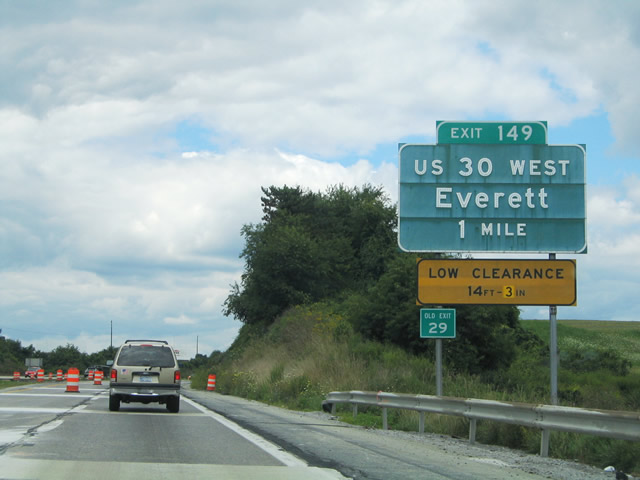 EXIT 149
US 30 WEST
Everett
1 MILE
LOW CLEARANCE
14FT-3IN
OLD EXIT
29